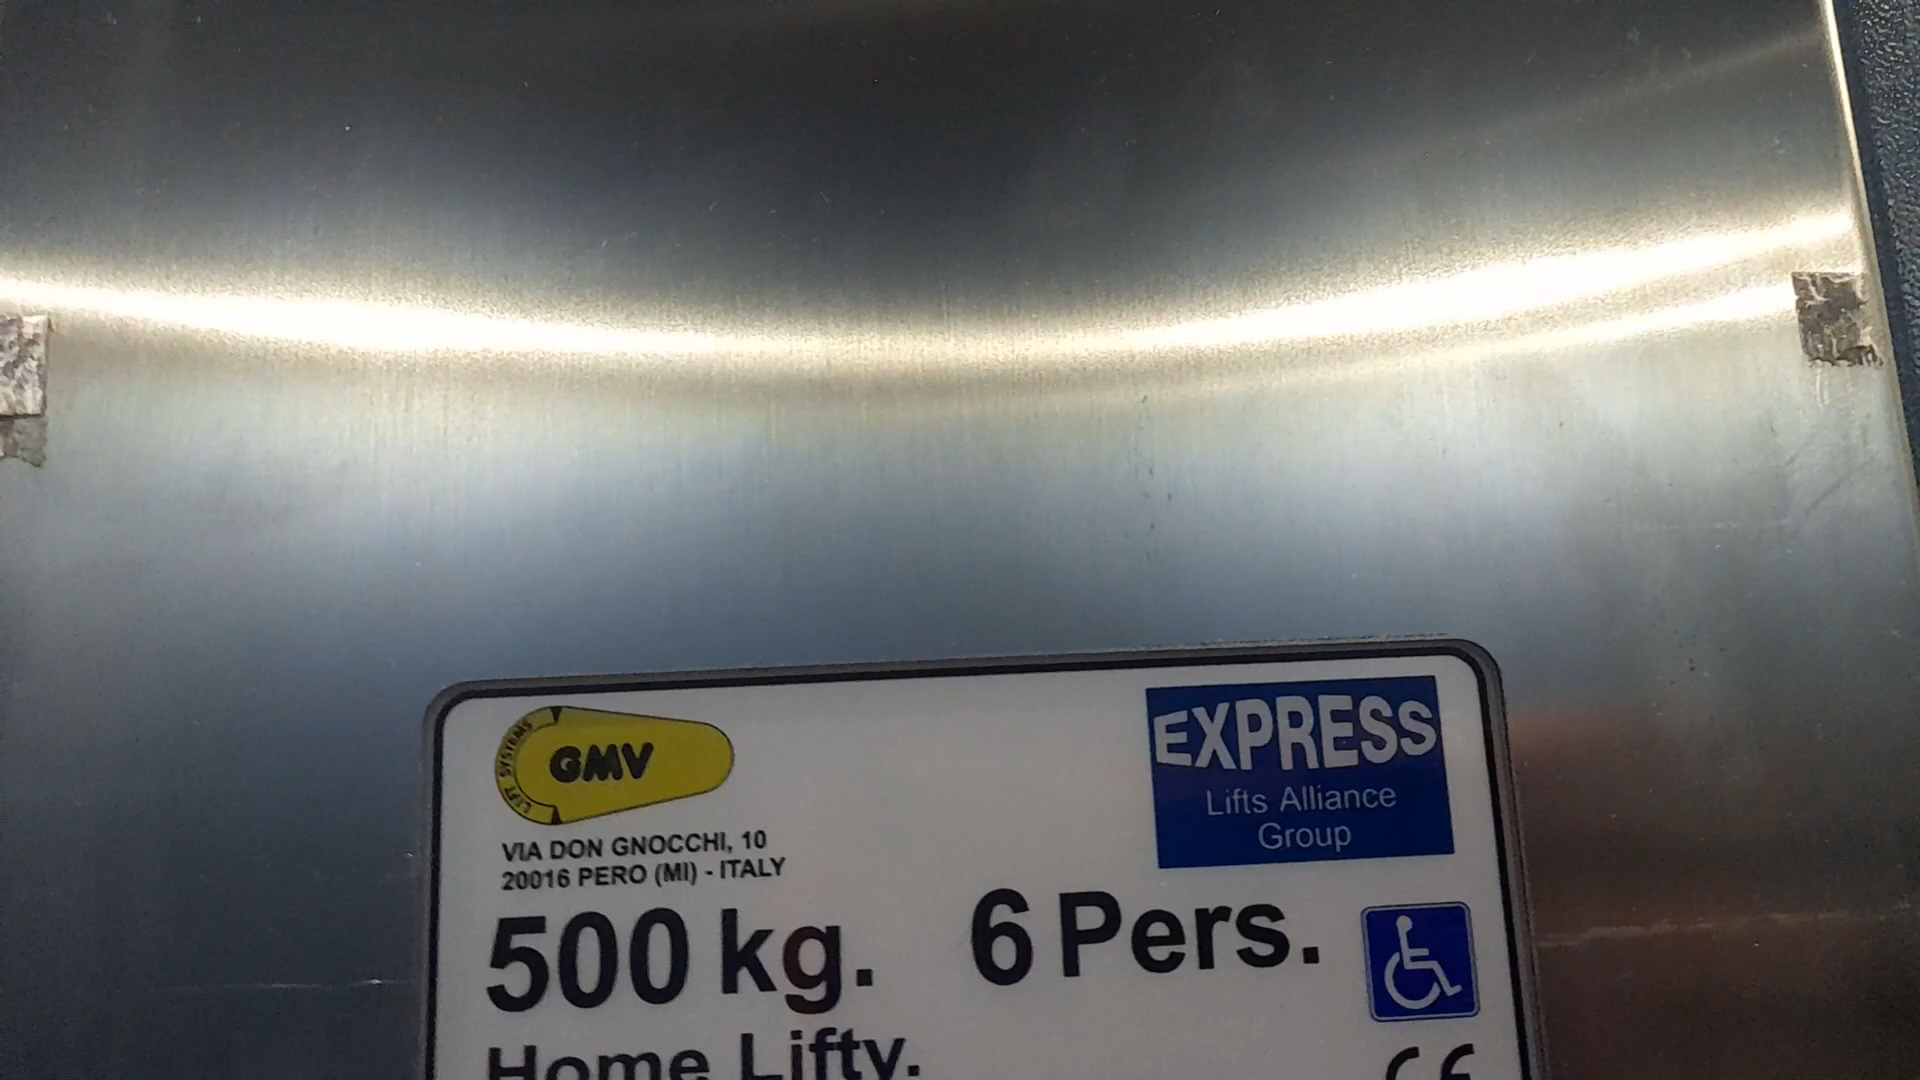 GMV
LIFT SYSTEMS
EXPRESS
Lifts Alliance
Group
VIA DON GNOCCHI, 10
20016 PERO (MI) - ITALY
500 kg. 6 Pers.
Home Lifty.
CE